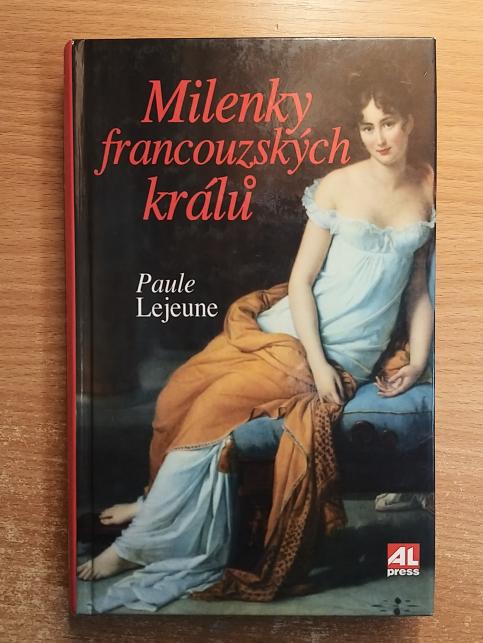 Milenky
francouzských
králů
Paule
Lejeune
AL
press